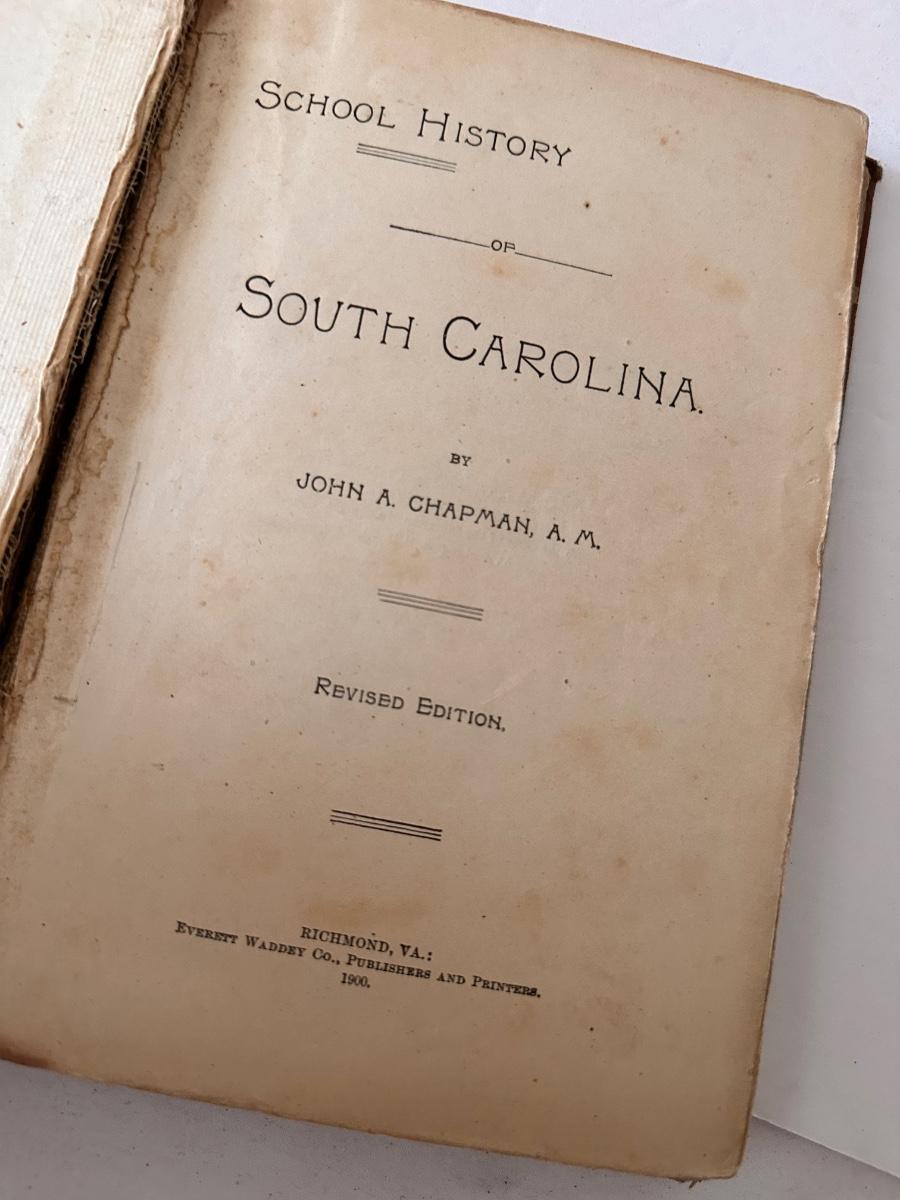 SCHOOL HISTORY
OF
SOUTH CAROLINA.
BY
JOHN A. CHAPMAN, A. M.
REVISED EDITION.
RICHMOND, VA.:
EVERETT WADDEY CO., PUBLISHERS AND PRINTERS.
1900.